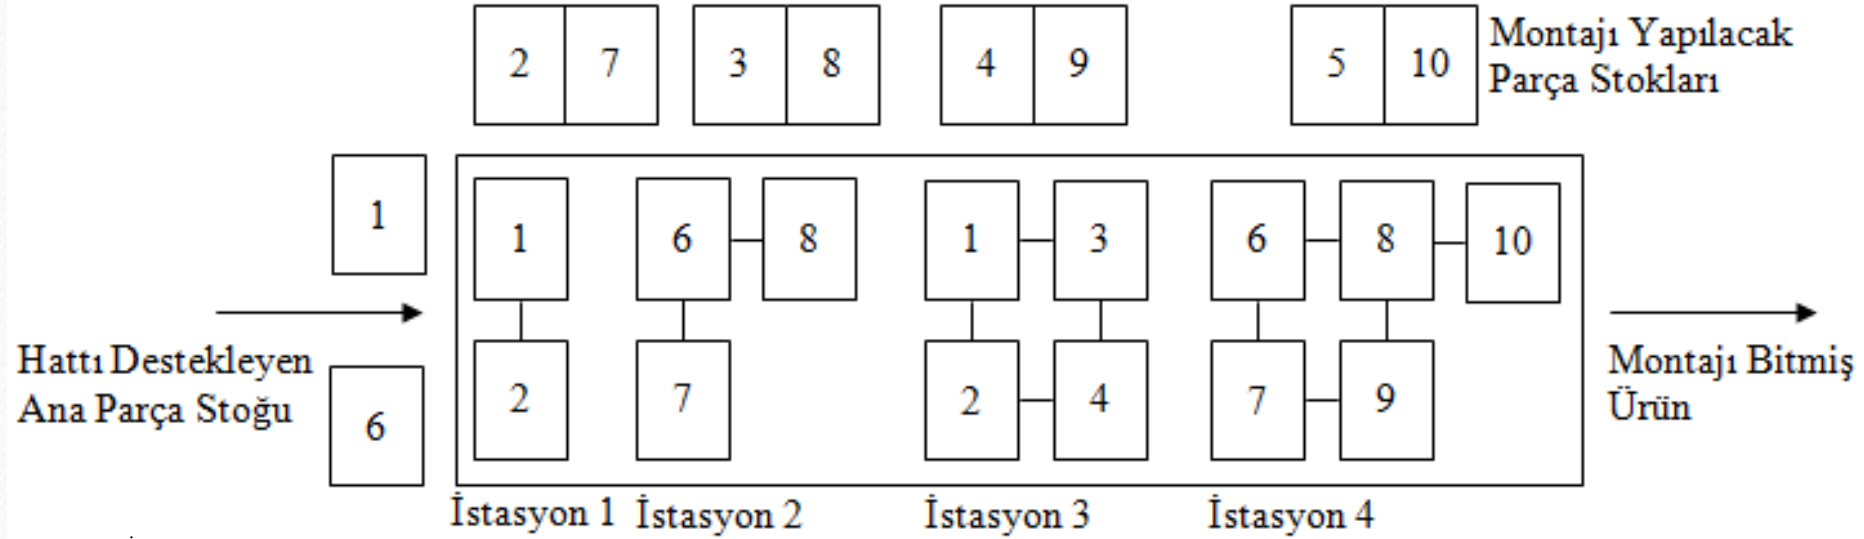 2 7 3 8 4 9 5 10
Montajı Yapılacak
Parça Stokları
1
6
Hattı Destekleyen
Ana Parça Stoğu
1 6 8 1 3 6 8 10
2 7 2 4 7 9
İstasyon 1 İstasyon 2 İstasyon 3 İstasyon 4
Montajı Bitmiş
Ürün